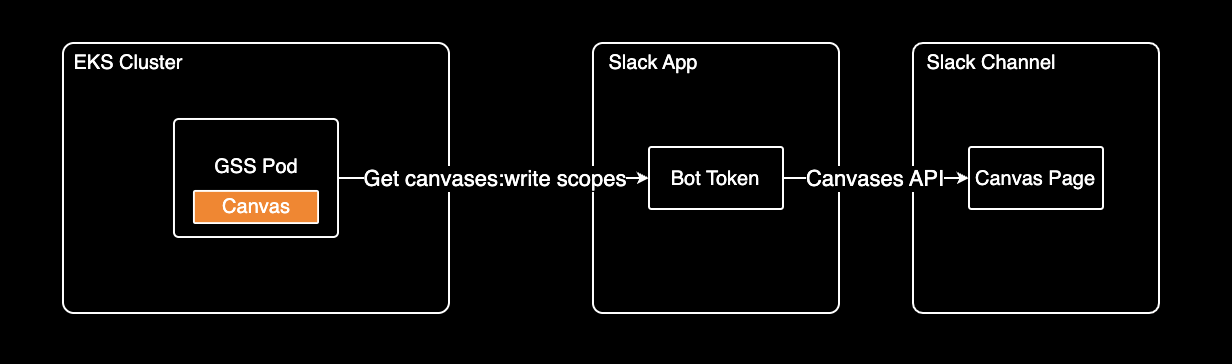 EKS Cluster
GSS Pod
Canvas
Get canvases:write scopes
Slack App
Bot Token
Canvases API
Slack Channel
Canvas Page